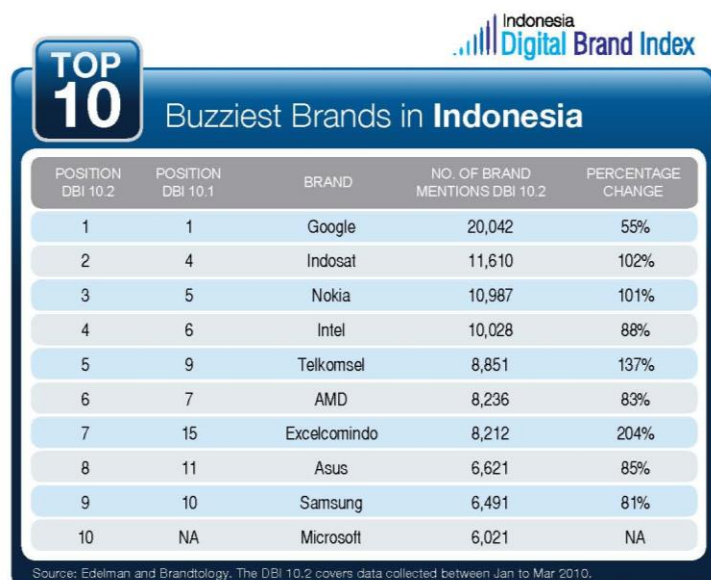 Indonesia
Digital Brand Index
TOP
10
Buzziest Brands in Indonesia
POSITION DBI 10.2 POSITION DBI 10.1 BRAND NO. OF BRAND MENTIONS DBI 10.2 PERCENTAGE CHANGE
1 1 Google 20,042 55%
2 4 Indosat 11,610 102%
3 5 Nokia 10,987 101%
4 6 Intel 10,028 88%
5 9 Telkomsel 8,851 137%
6 7 AMD 8,236 83%
7 15 Excelcomindo 8,212 204%
8 11 Asus 6,621 85%
9 10 Samsung 6,491 81%
10 NA Microsoft 6,021 NA
Source: Edelman and Brandtology. The DBI 10.2 covers data collected between Jan to Mar 2010.